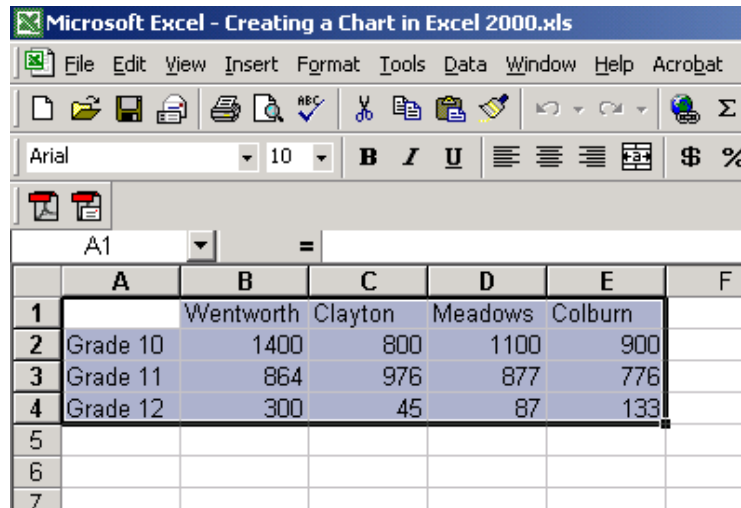 Microsoft Excel - Creating a Chart in Excel 2000.xls
File Edit View Insert Format Tools Data Window Help Acrobat
ABC Σ
Arial 10 B I U a $ %
A1 =
A B C D E F
1 Wentworth Clayton Meadows Colburn
2 Grade 10 1400 800 1100 900
3 Grade 11 864 976 877 776
4 Grade 12 300 45 87 133
5
6
7